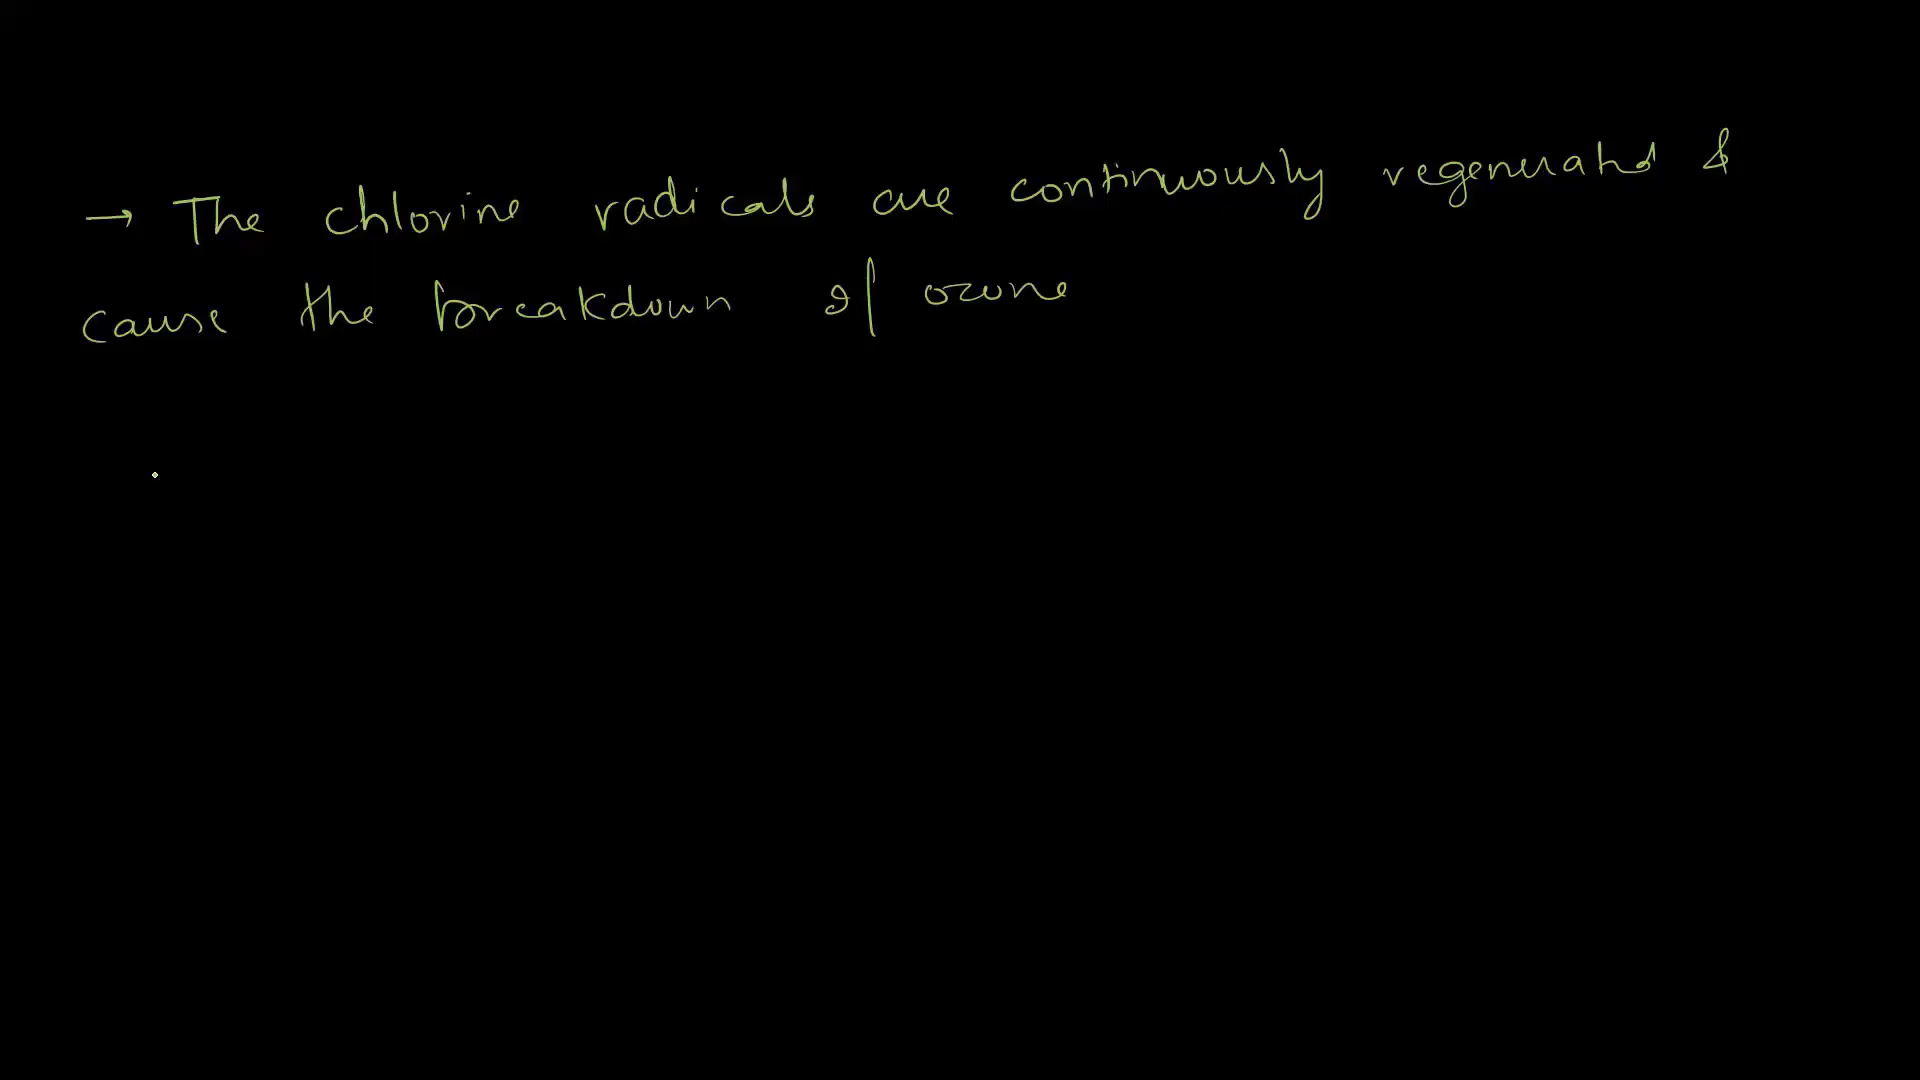 → The chlorine radicals are continuously regenerated &
cause the breakdown of ozone